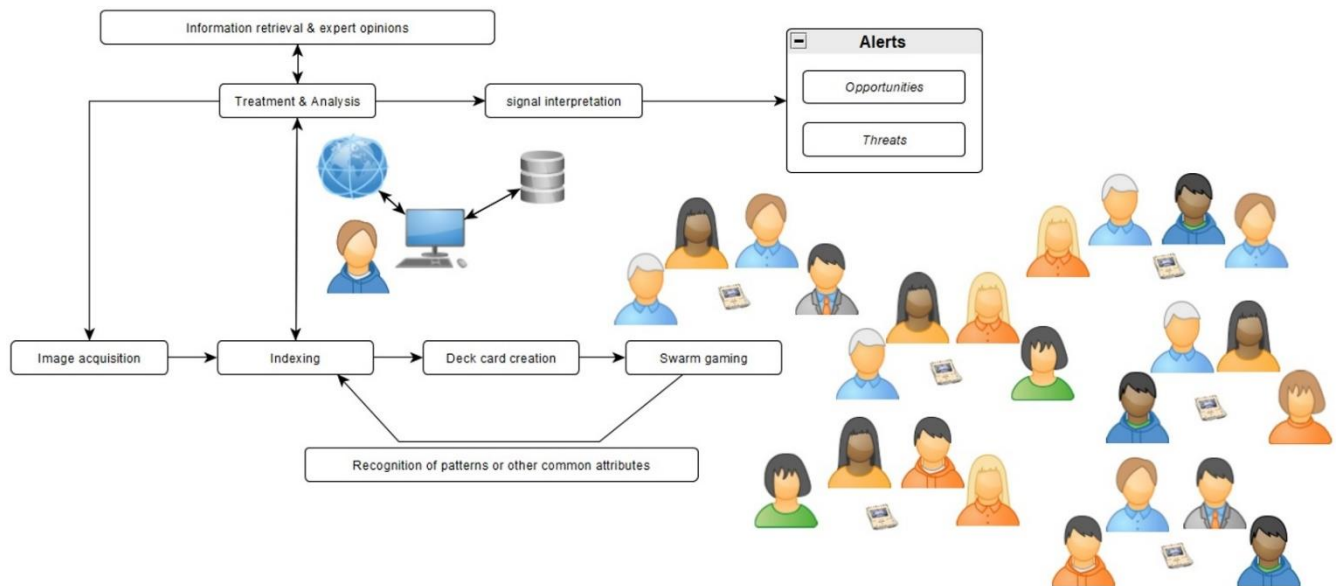 Information retrieval & expert opinions
Alerts
Treatment & Analysis
signal interpretation
Opportunities
Threats
Image acquisition
Indexing
Deck card creation
Swarm gaming
Recognition of patterns or other common attributes